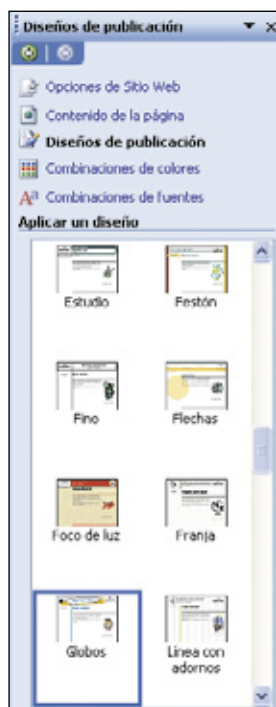 Diseños de publicación
Opciones de Sitio Web
Contenido de la página
Diseños de publicación
Combinaciones de colores
Combinaciones de fuentes
Aplicar un diseño
Estudio Festón
Fino Flechas
Foco de luz Franja
Globos Línea con
adornos